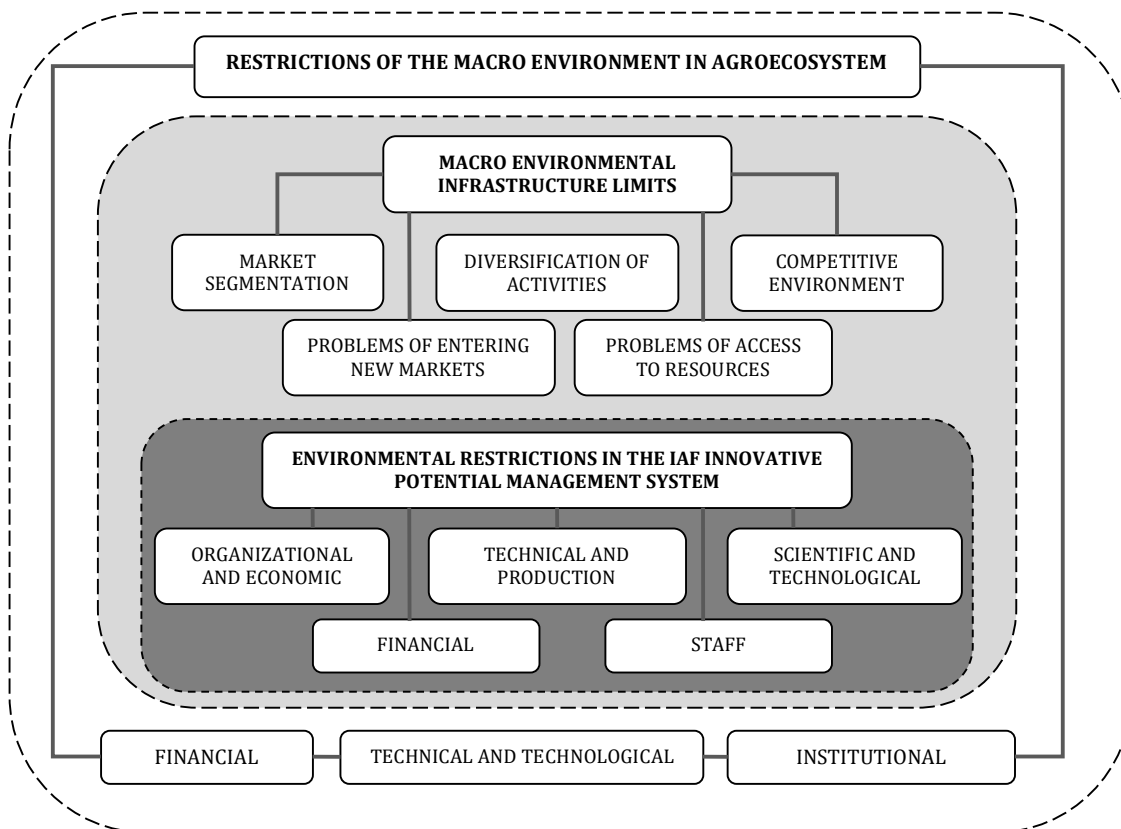 RESTRICTIONS OF THE MACRO ENVIRONMENT IN AGROECOSYSTEM
MACRO ENVIRONMENTAL
INFRASTRUCTURE LIMITS
MARKET
SEGMENTATION
DIVERSIFICATION OF
ACTIVITIES
COMPETITIVE
ENVIRONMENT
PROBLEMS OF ENTERING
NEW MARKETS
PROBLEMS OF ACCESS
TO RESOURCES
ENVIRONMENTAL RESTRICTIONS IN THE IAF INNOVATIVE
POTENTIAL MANAGEMENT SYSTEM
ORGANIZATIONAL
AND ECONOMIC
TECHNICAL AND
PRODUCTION
SCIENTIFIC AND
TECHNOLOGICAL
FINANCIAL
STAFF
FINANCIAL
TECHNICAL AND TECHNOLOGICAL
INSTITUTIONAL